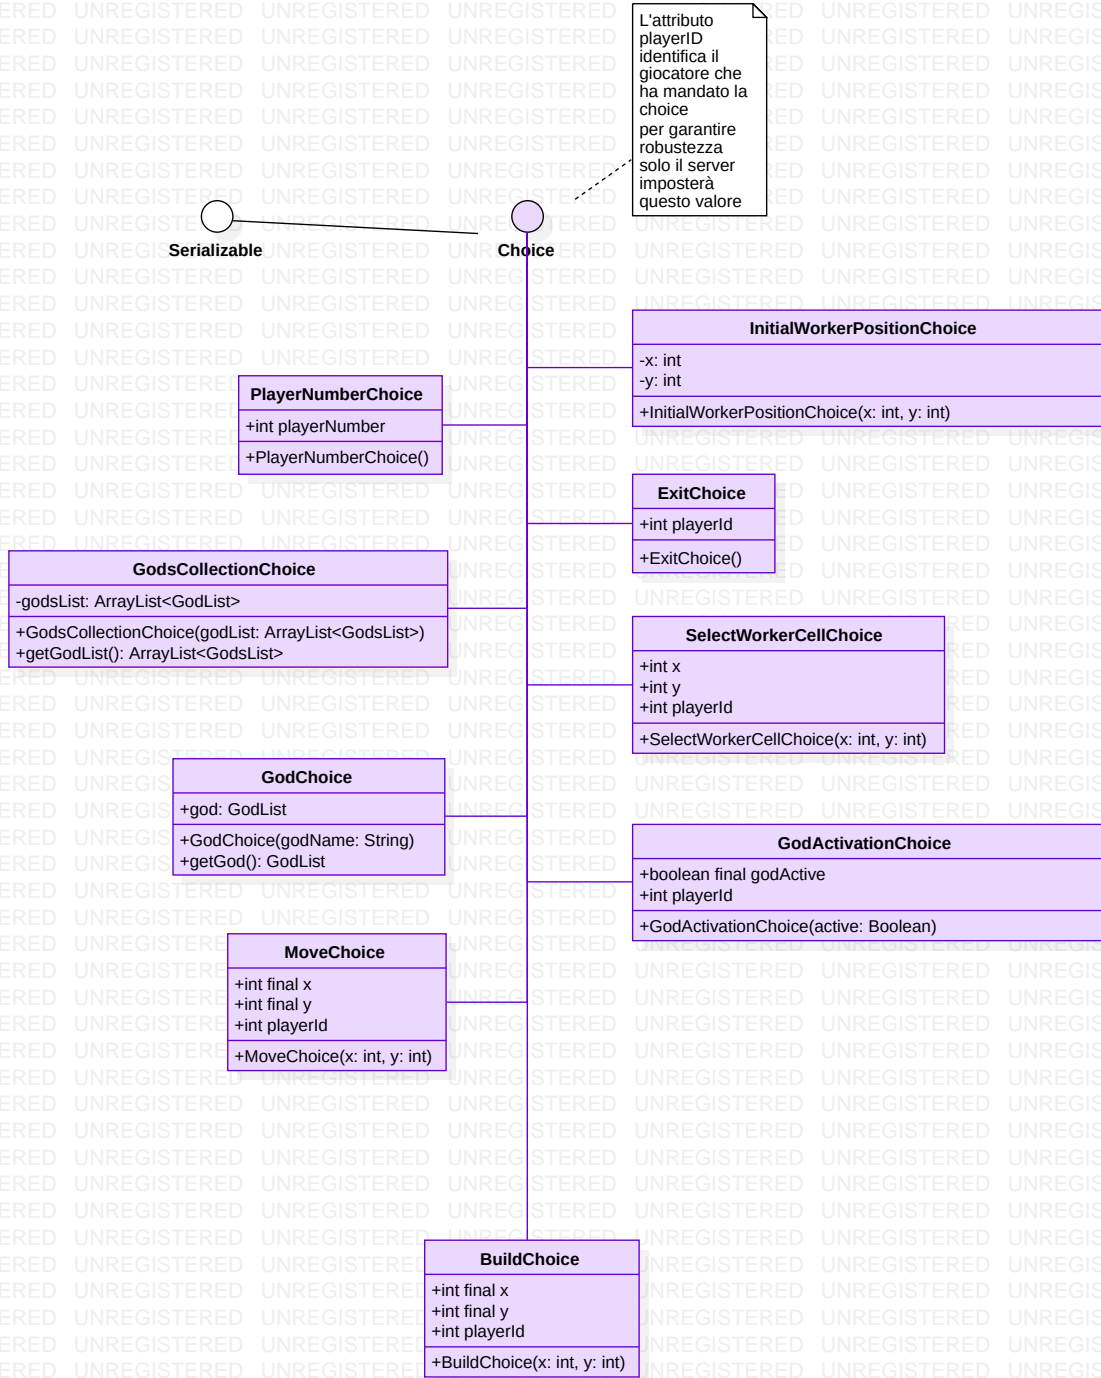 L'attributo
playerID
identifica il
giocatore che
ha mandato la
choice
per garantire
robustezza
solo il server
imposterà
questo valore
Serializable
Choice
InitialWorkerPositionChoice
-x: int
-y: int
+InitialWorkerPositionChoice(x: int, y: int)
PlayerNumberChoice
+int playerNumber
+PlayerNumberChoice()
ExitChoice
+int playerId
+ExitChoice()
GodsCollectionChoice
-godsList: ArrayList<GodList>
+GodsCollectionChoice(godList: ArrayList<GodsList>)
+getGodList(): ArrayList<GodsList>
SelectWorkerCellChoice
+int x
+int y
+int playerId
+SelectWorkerCellChoice(x: int, y: int)
GodChoice
+god: GodList
+GodChoice(godName: String)
+getGod(): GodList
GodActivationChoice
+boolean final godActive
+int playerId
+GodActivationChoice(active: Boolean)
MoveChoice
+int final x
+int final y
+int playerId
+MoveChoice(x: int, y: int)
BuildChoice
+int final x
+int final y
+int playerId
+BuildChoice(x: int, y: int)
UNREGISTERED